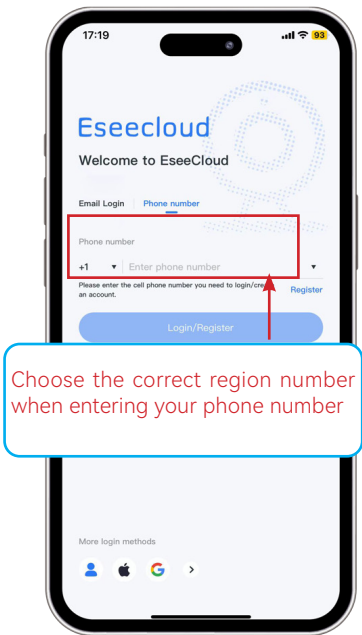 17:19
93
Eseecloud
Welcome to EseeCloud
Email Login Phone number
Phone number
+1 Enter phone number
Please enter the cell phone number you need to login/cre
an account.
Register
Login/Register
Choose the correct region number
when entering your phone number
More login methods
G